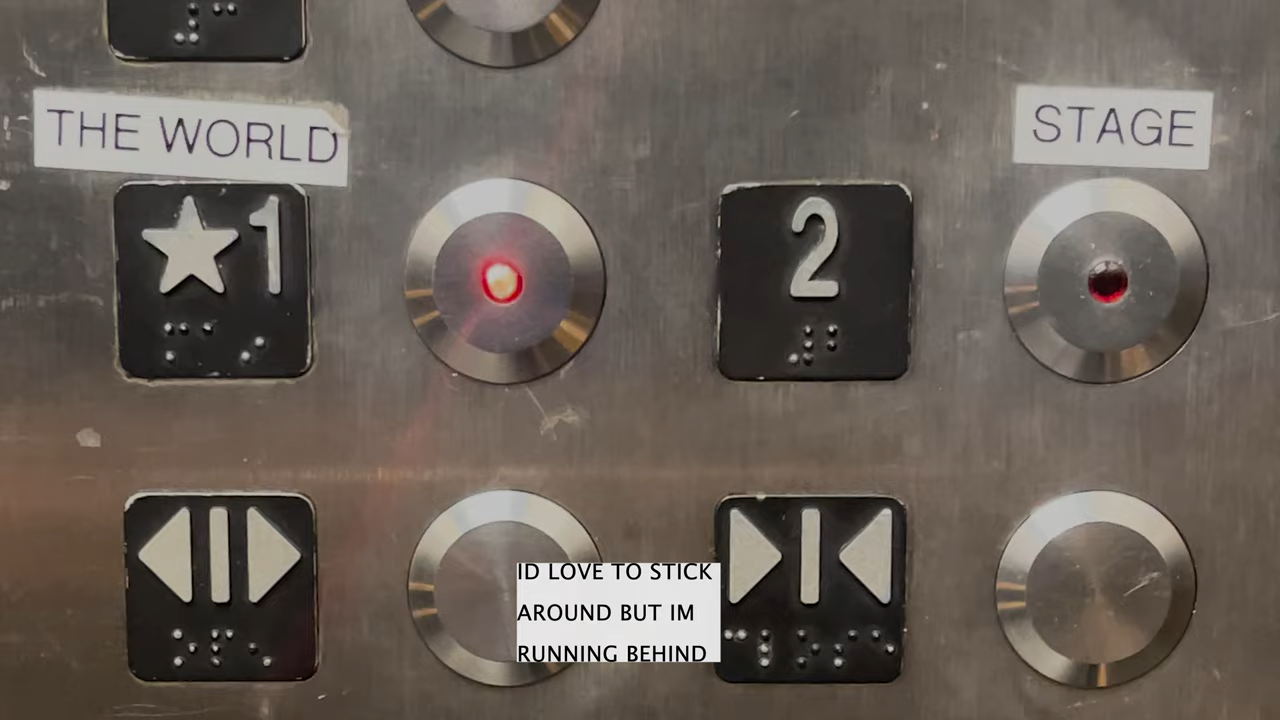 THE WORLD
STAGE
★1
2
ID LOVE TO STICK
AROUND BUT IM
RUNNING BEHIND